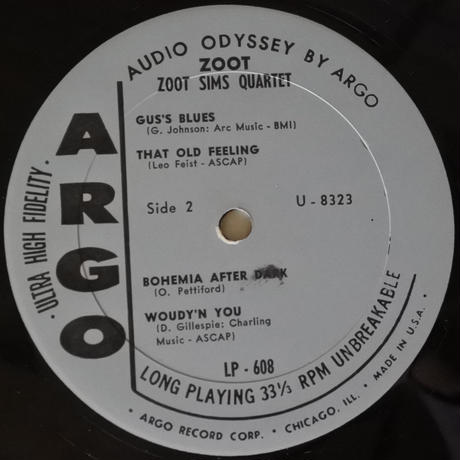 AUDIO ODYSSEY BY ARGO
ZOOT
ZOOT SIMS QUARTET
ARGO
· ULTRA HIGH FIDELITY ·
GUS'S BLUES
(G. Johnson: Arc Music - BMI)
THAT OLD FEELING
(Leo Feist - ASCAP)
Side 2
U - 8323
BOHEMIA AFTER DARK
(O. Pettiford)
WOUDY'N YOU
(D. Gillespie: Charling
Music - ASCAP)
LP - 608
LONG PLAYING 33⅓ RPM UNBREAKABLE
· ARGO RECORD CORP. · CHICAGO, ILL. · MADE IN U.S.A. ·